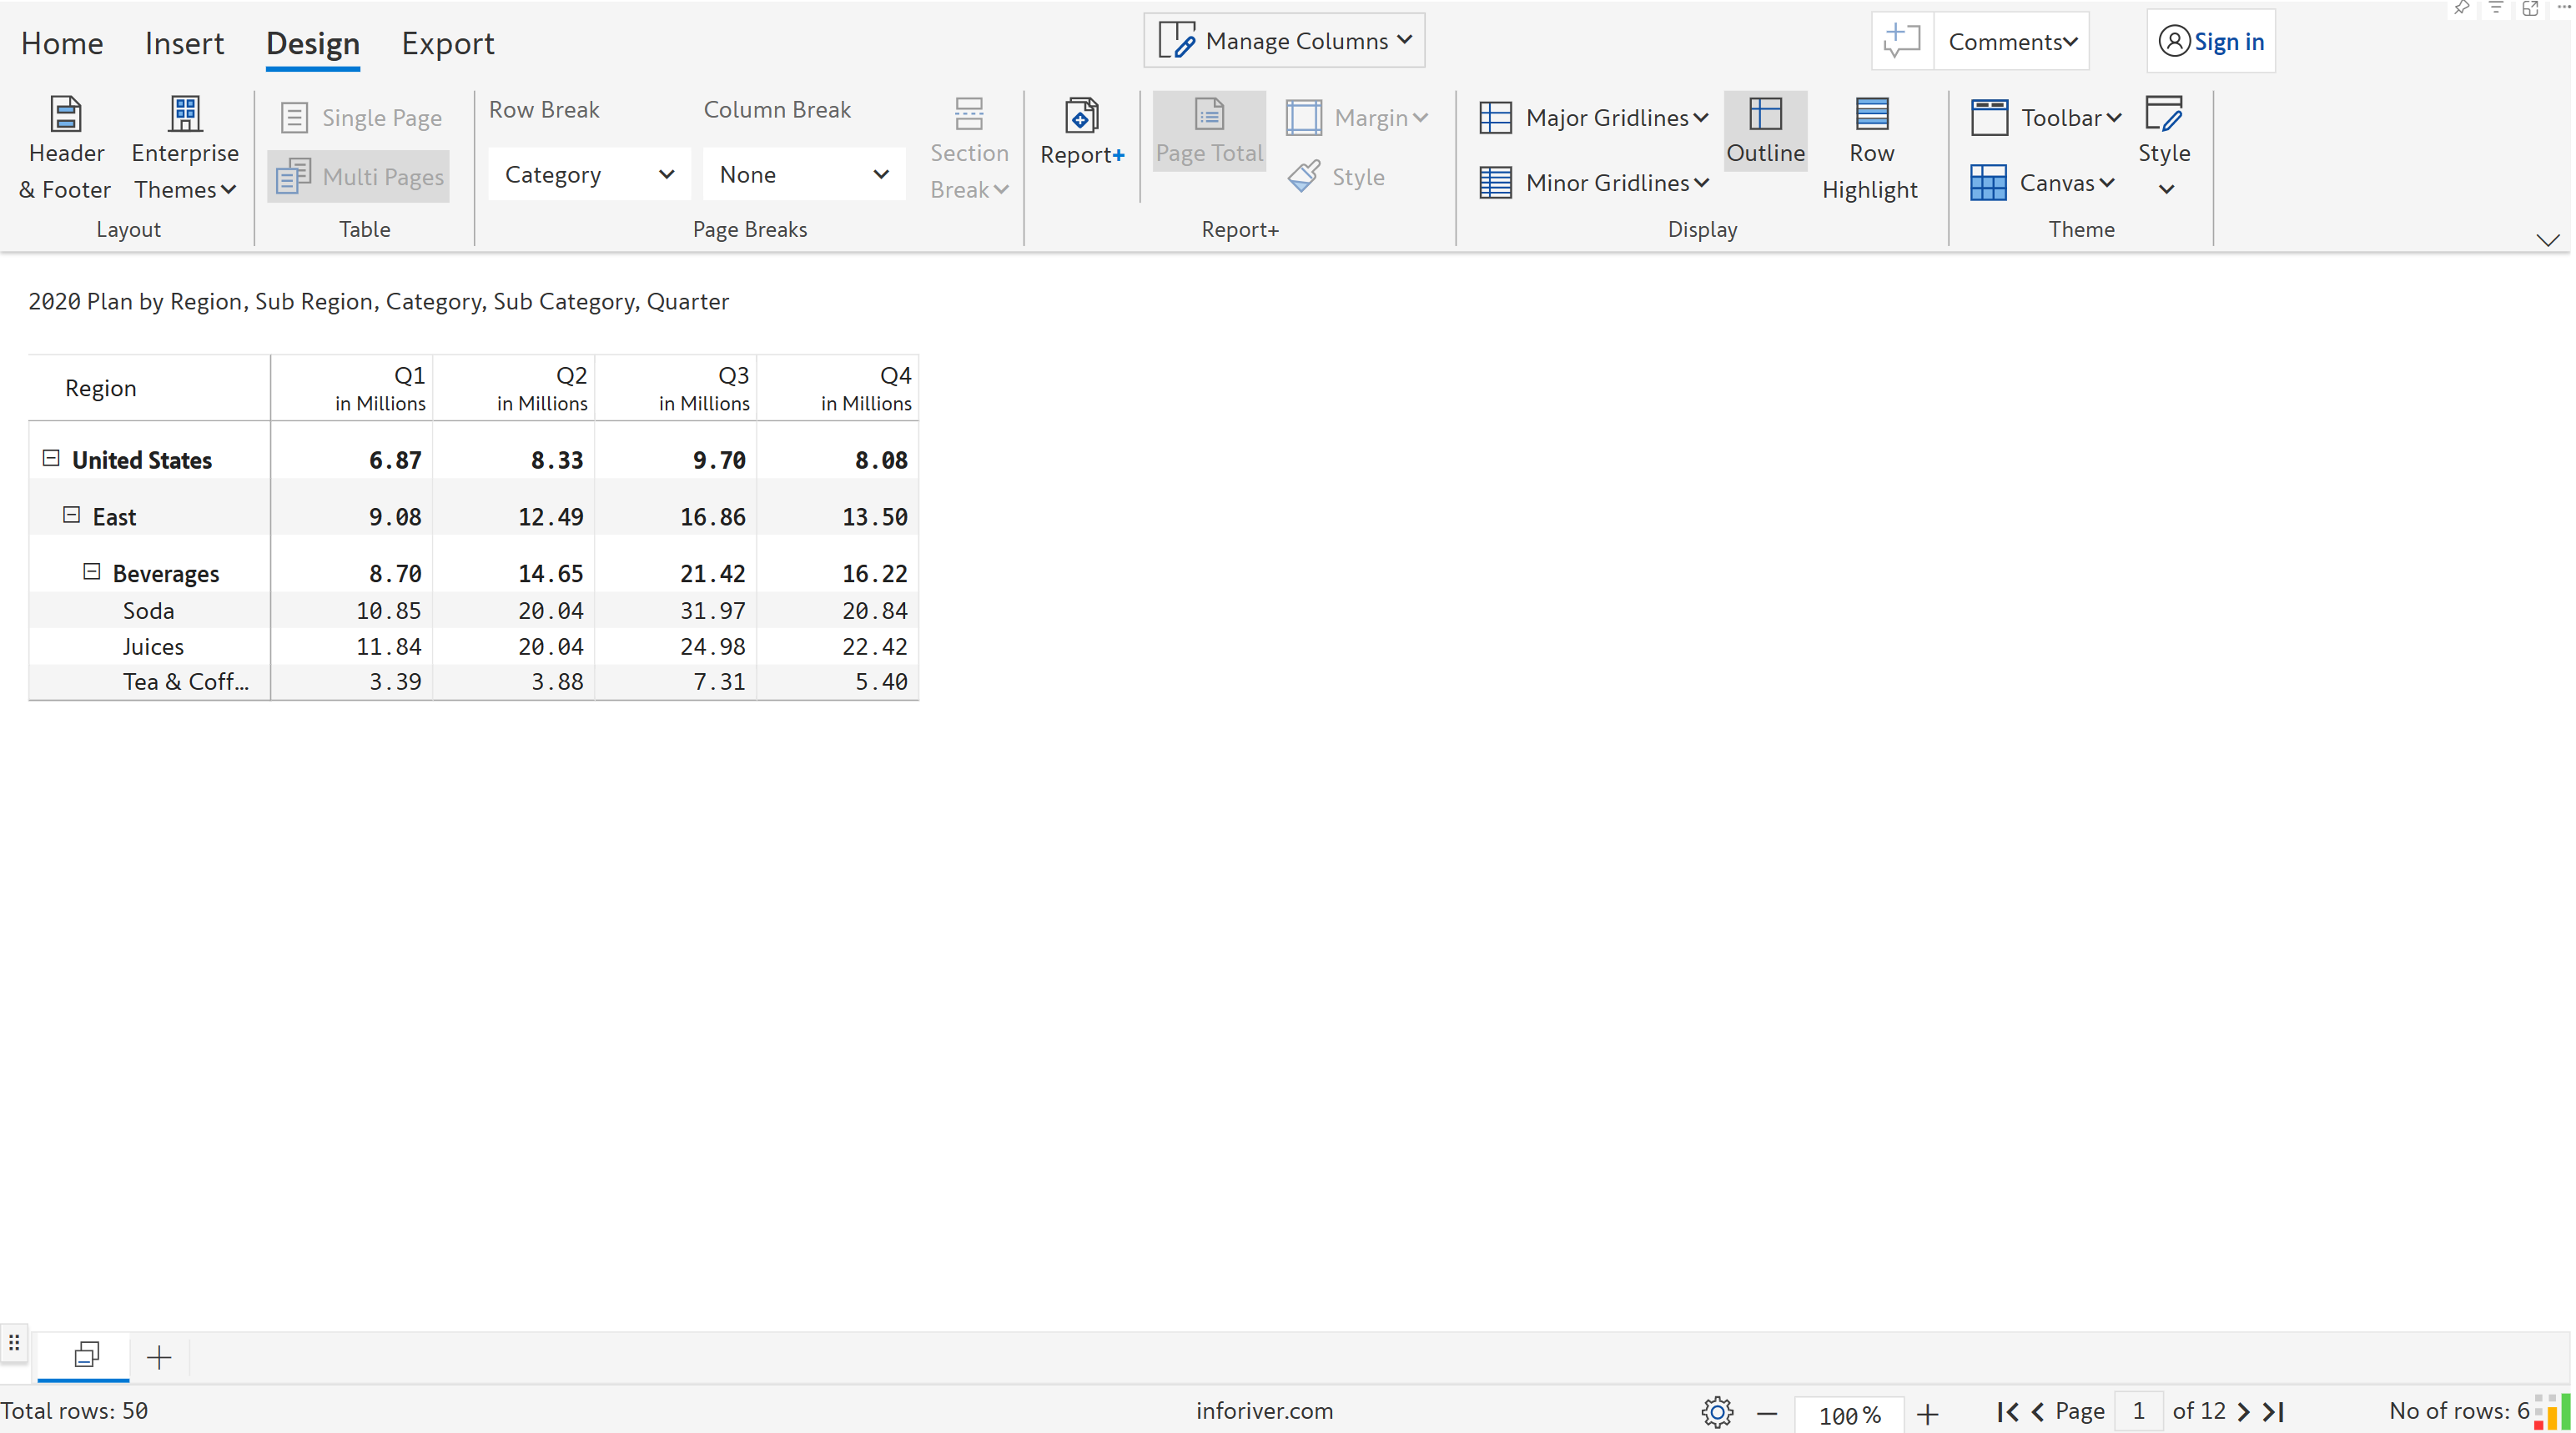 Home Insert Design Export Manage Columns Comments Sign in
Header & Footer
Enterprise Themes
Layout
Single Page
Multi Pages
Table
Row Break Column Break
Category None
Section Break
Page Breaks
Report+
Page Total
Margin
Style
Report+
Major Gridlines
Minor Gridlines
Outline
Row Highlight
Display
Toolbar
Canvas
Style
Theme
2020 Plan by Region, Sub Region, Category, Sub Category, Quarter
Region Q1 Q2 Q3 Q4
in Millions in Millions in Millions in Millions
United States 6.87 8.33 9.70 8.08
East 9.08 12.49 16.86 13.50
Beverages 8.70 14.65 21.42 16.22
Soda 10.85 20.04 31.97 20.84
Juices 11.84 20.04 24.98 22.42
Tea & Coff... 3.39 3.88 7.31 5.40
Total rows: 50 inforiver.com 100% Page 1 of 12 No of rows: 6